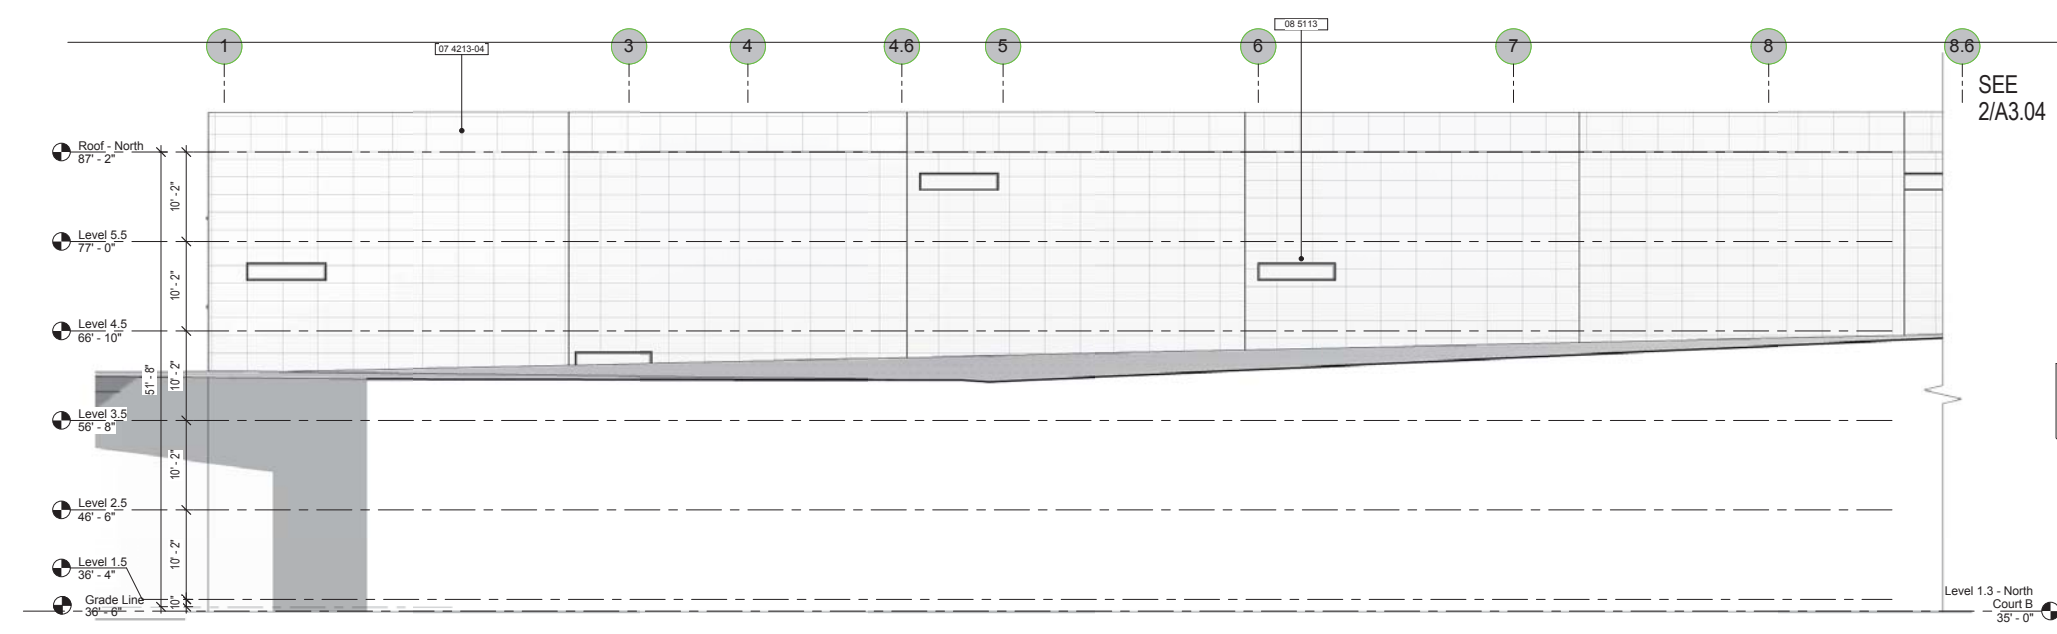 1
3
4
4.6
5
6
7
8
8.6
07 4213-04
08 5113
SEE
2/A3.04
Roof - North
87' - 2"
10' - 2"
Level 5.5
77' - 0"
10' - 2"
Level 4.5
66' - 10"
51' - 8"
10' - 2"
Level 3.5
56' - 8"
10' - 2"
Level 2.5
46' - 6"
10' - 2"
Level 1.5
36' - 4"
10"
Grade Line
36' - 6"
Level 1.3 - North
Court B
35' - 0"